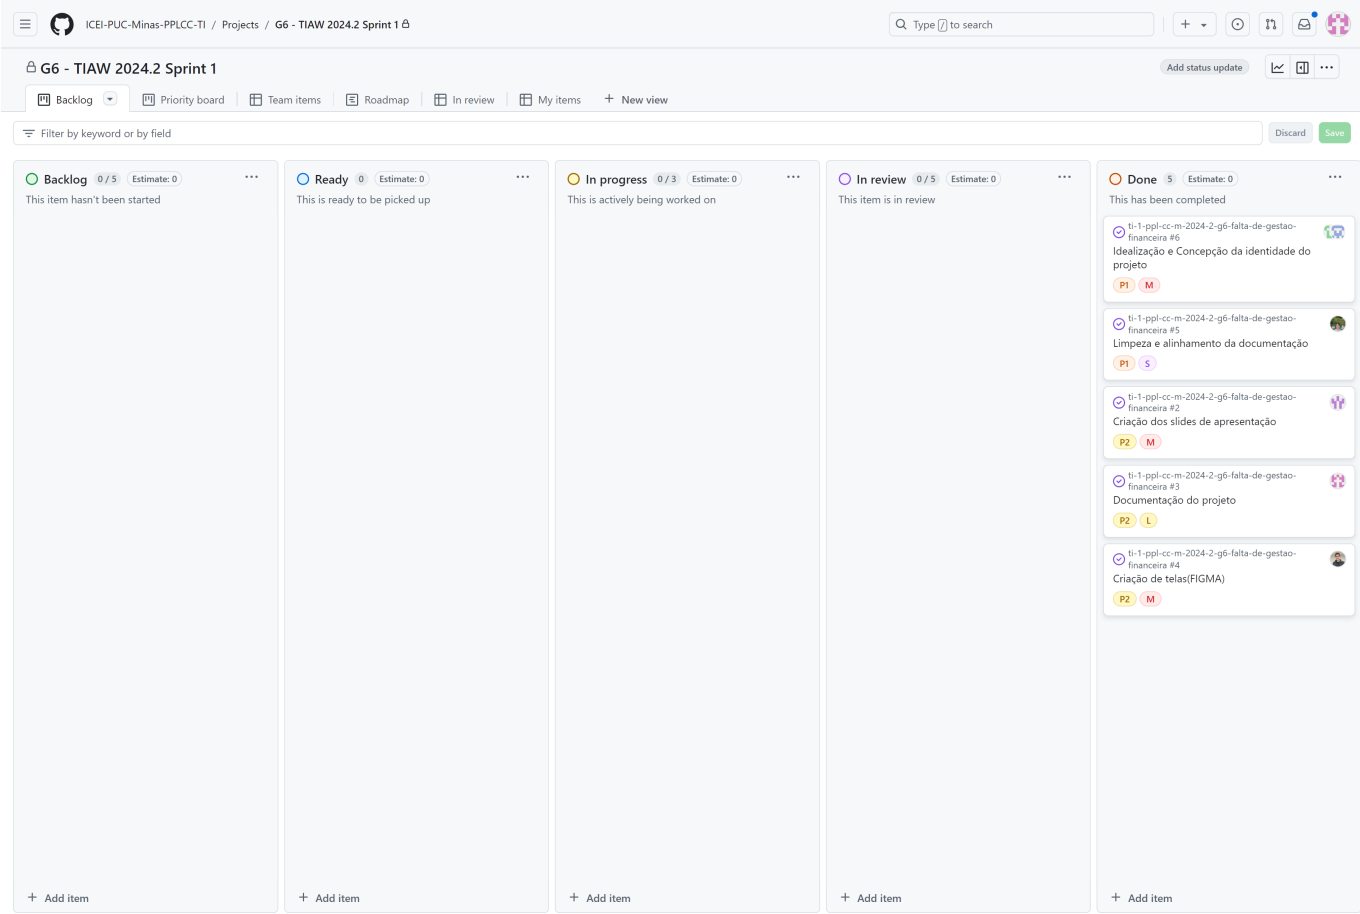 ICEI-PUC-Minas-PPLCC-TI / Projects / G6 - TIAW 2024.2 Sprint 1
Type / to search
G6 - TIAW 2024.2 Sprint 1
Add status update
Backlog
Priority board
Team items
Roadmap
In review
My items
+ New view
Filter by keyword or by field
Discard
Save
Backlog 0 / 5 Estimate: 0
This item hasn't been started
+ Add item
Ready 0 Estimate: 0
This is ready to be picked up
+ Add item
In progress 0 / 3 Estimate: 0
This is actively being worked on
+ Add item
In review 0 / 5 Estimate: 0
This item is in review
+ Add item
Done 5 Estimate: 0
This has been completed
ti-1-ppl-cc-m-2024-2-g6-falta-de-gestao-
financeira #6
Idealização e Concepção da identidade do
projeto
P1 M
ti-1-ppl-cc-m-2024-2-g6-falta-de-gestao-
financeira #5
Limpeza e alinhamento da documentação
P1 S
ti-1-ppl-cc-m-2024-2-g6-falta-de-gestao-
financeira #2
Criação dos slides de apresentação
P2 M
ti-1-ppl-cc-m-2024-2-g6-falta-de-gestao-
financeira #3
Documentação do projeto
P2 L
ti-1-ppl-cc-m-2024-2-g6-falta-de-gestao-
financeira #4
Criação de telas(FIGMA)
P2 M
+ Add item